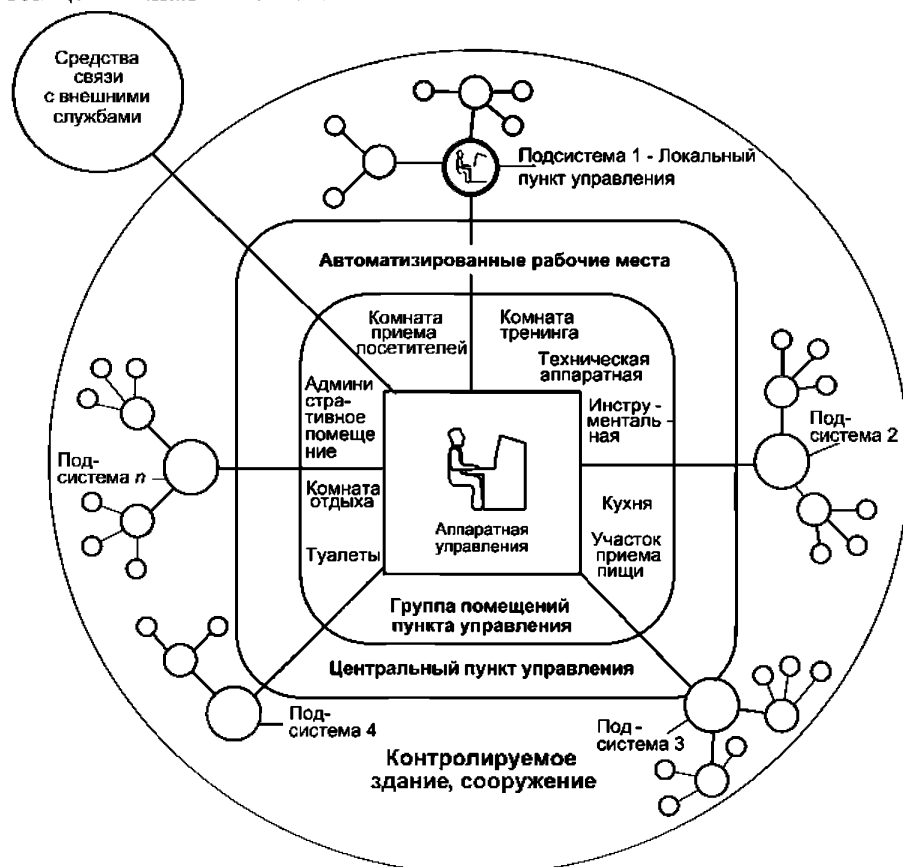 Средства
связи
с внешними
службами
Подсистема 1 - Локальный
пункт управления
Автоматизированные рабочие места
Комната
приема
посетителей
Комната
тренинга
Техническая
аппаратная
Админи
стра-
тивное
помеще
ние
Инстру-
менталь-
ная
Под-
система 2
Под-
система n
Комната
отдыха
Туалеты
Аппаратная
управления
Кухня
Участок
приема
пищи
Группа помещений
пункта управления
Центральный пункт управления
Под-
система 4
Под -
система 3
Контролируемое
здание, сооружение